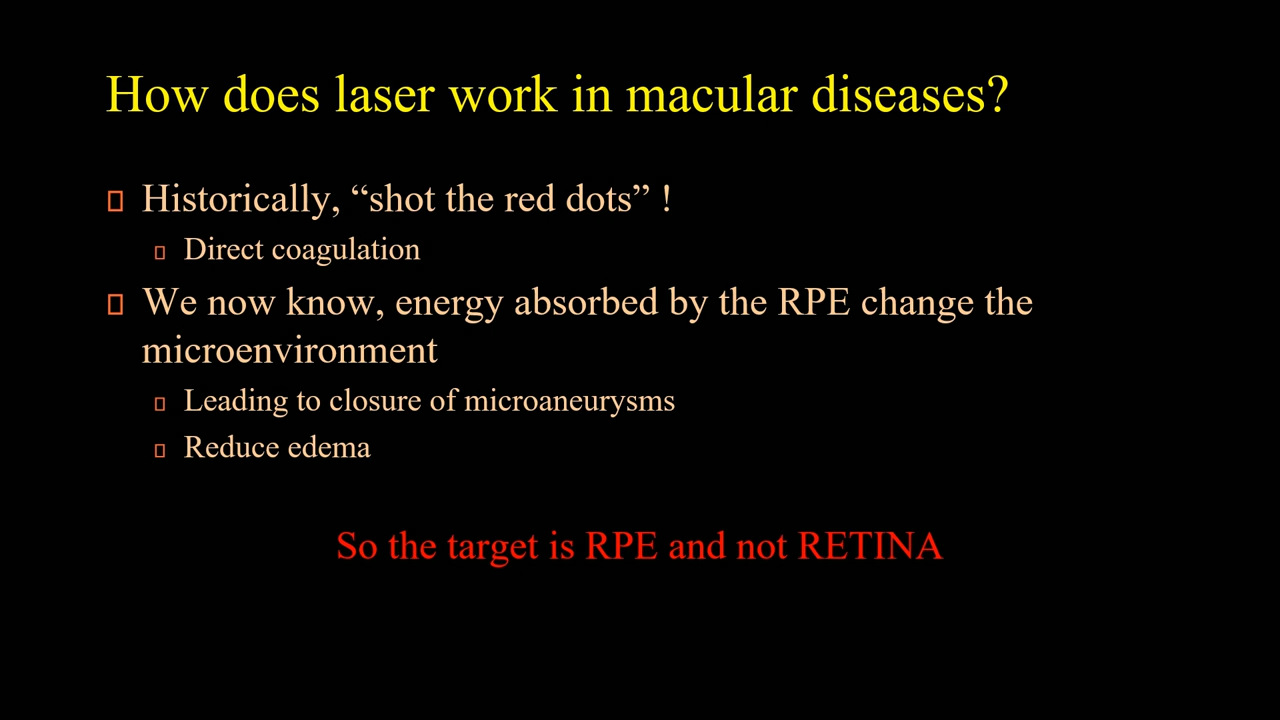 How does laser work in macular diseases?
Historically, “shot the red dots” !
Direct coagulation
We now know, energy absorbed by the RPE change the
microenvironment
Leading to closure of microaneurysms
Reduce edema
So the target is RPE and not RETINA